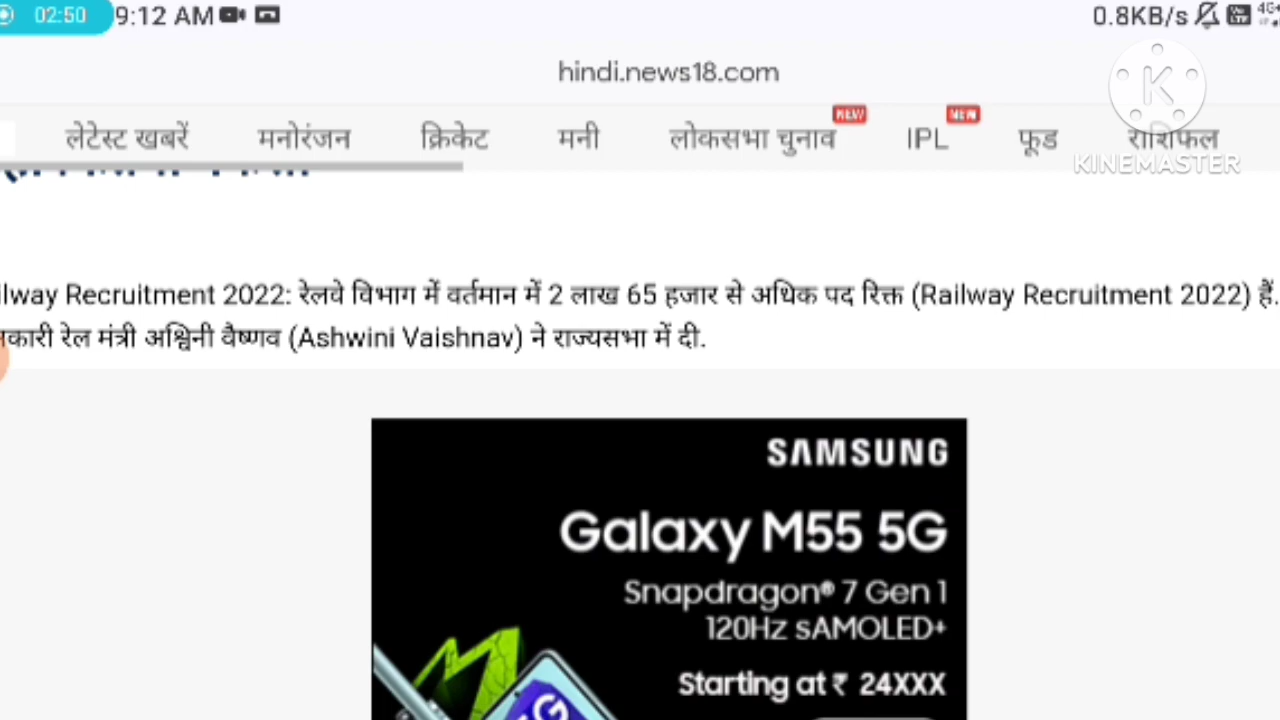 02:50 9:12 AM 0.8KB/s
hindi.news18.com
K
लेटेस्ट खबरें मनोरंजन क्रिकेट मनी लोकसभा चुनाव NEW IPL NEW फूड राशिफल
KINEMASTER
ilway Recruitment 2022: रेलवे विभाग में वर्तमान में 2 लाख 65 हजार से अधिक पद रिक्त (Railway Recruitment 2022) हैं.
कारी रेल मंत्री अश्विनी वैष्णव (Ashwini Vaishnav) ने राज्यसभा में दी.
SAMSUNG
Galaxy M55 5G
Snapdragon® 7 Gen 1
120Hz sAMOLED+
Starting at ₹ 24XXX
5G